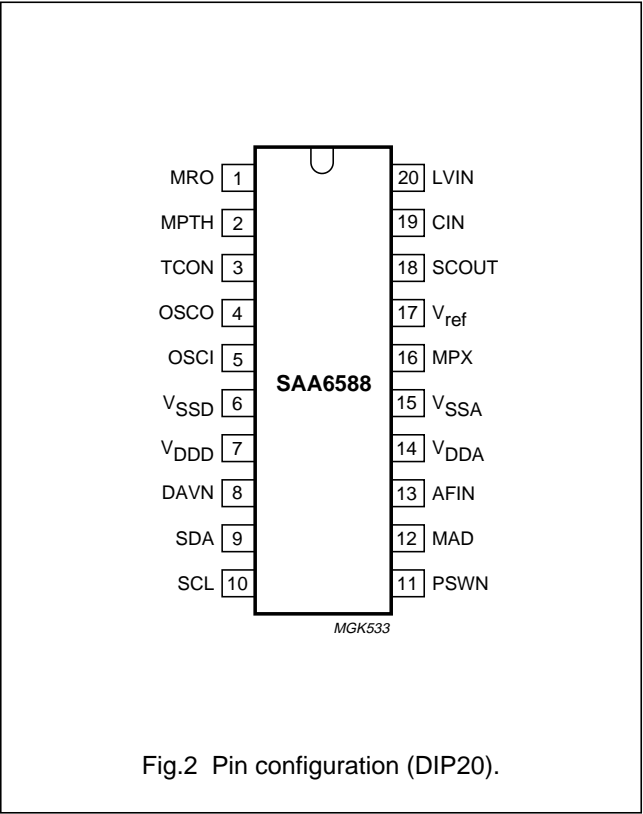 MRO 1 20 LVIN
MPTH 2 19 CIN
TCON 3 18 SCOUT
OSCO 4 17 Vref
OSCI 5 16 MPX
SAA6588
VSSD 6 15 VSSA
VDDD 7 14 VDDA
DAVN 8 13 AFIN
SDA 9 12 MAD
SCL 10 11 PSWN
MGK533
Fig.2 Pin configuration (DIP20).